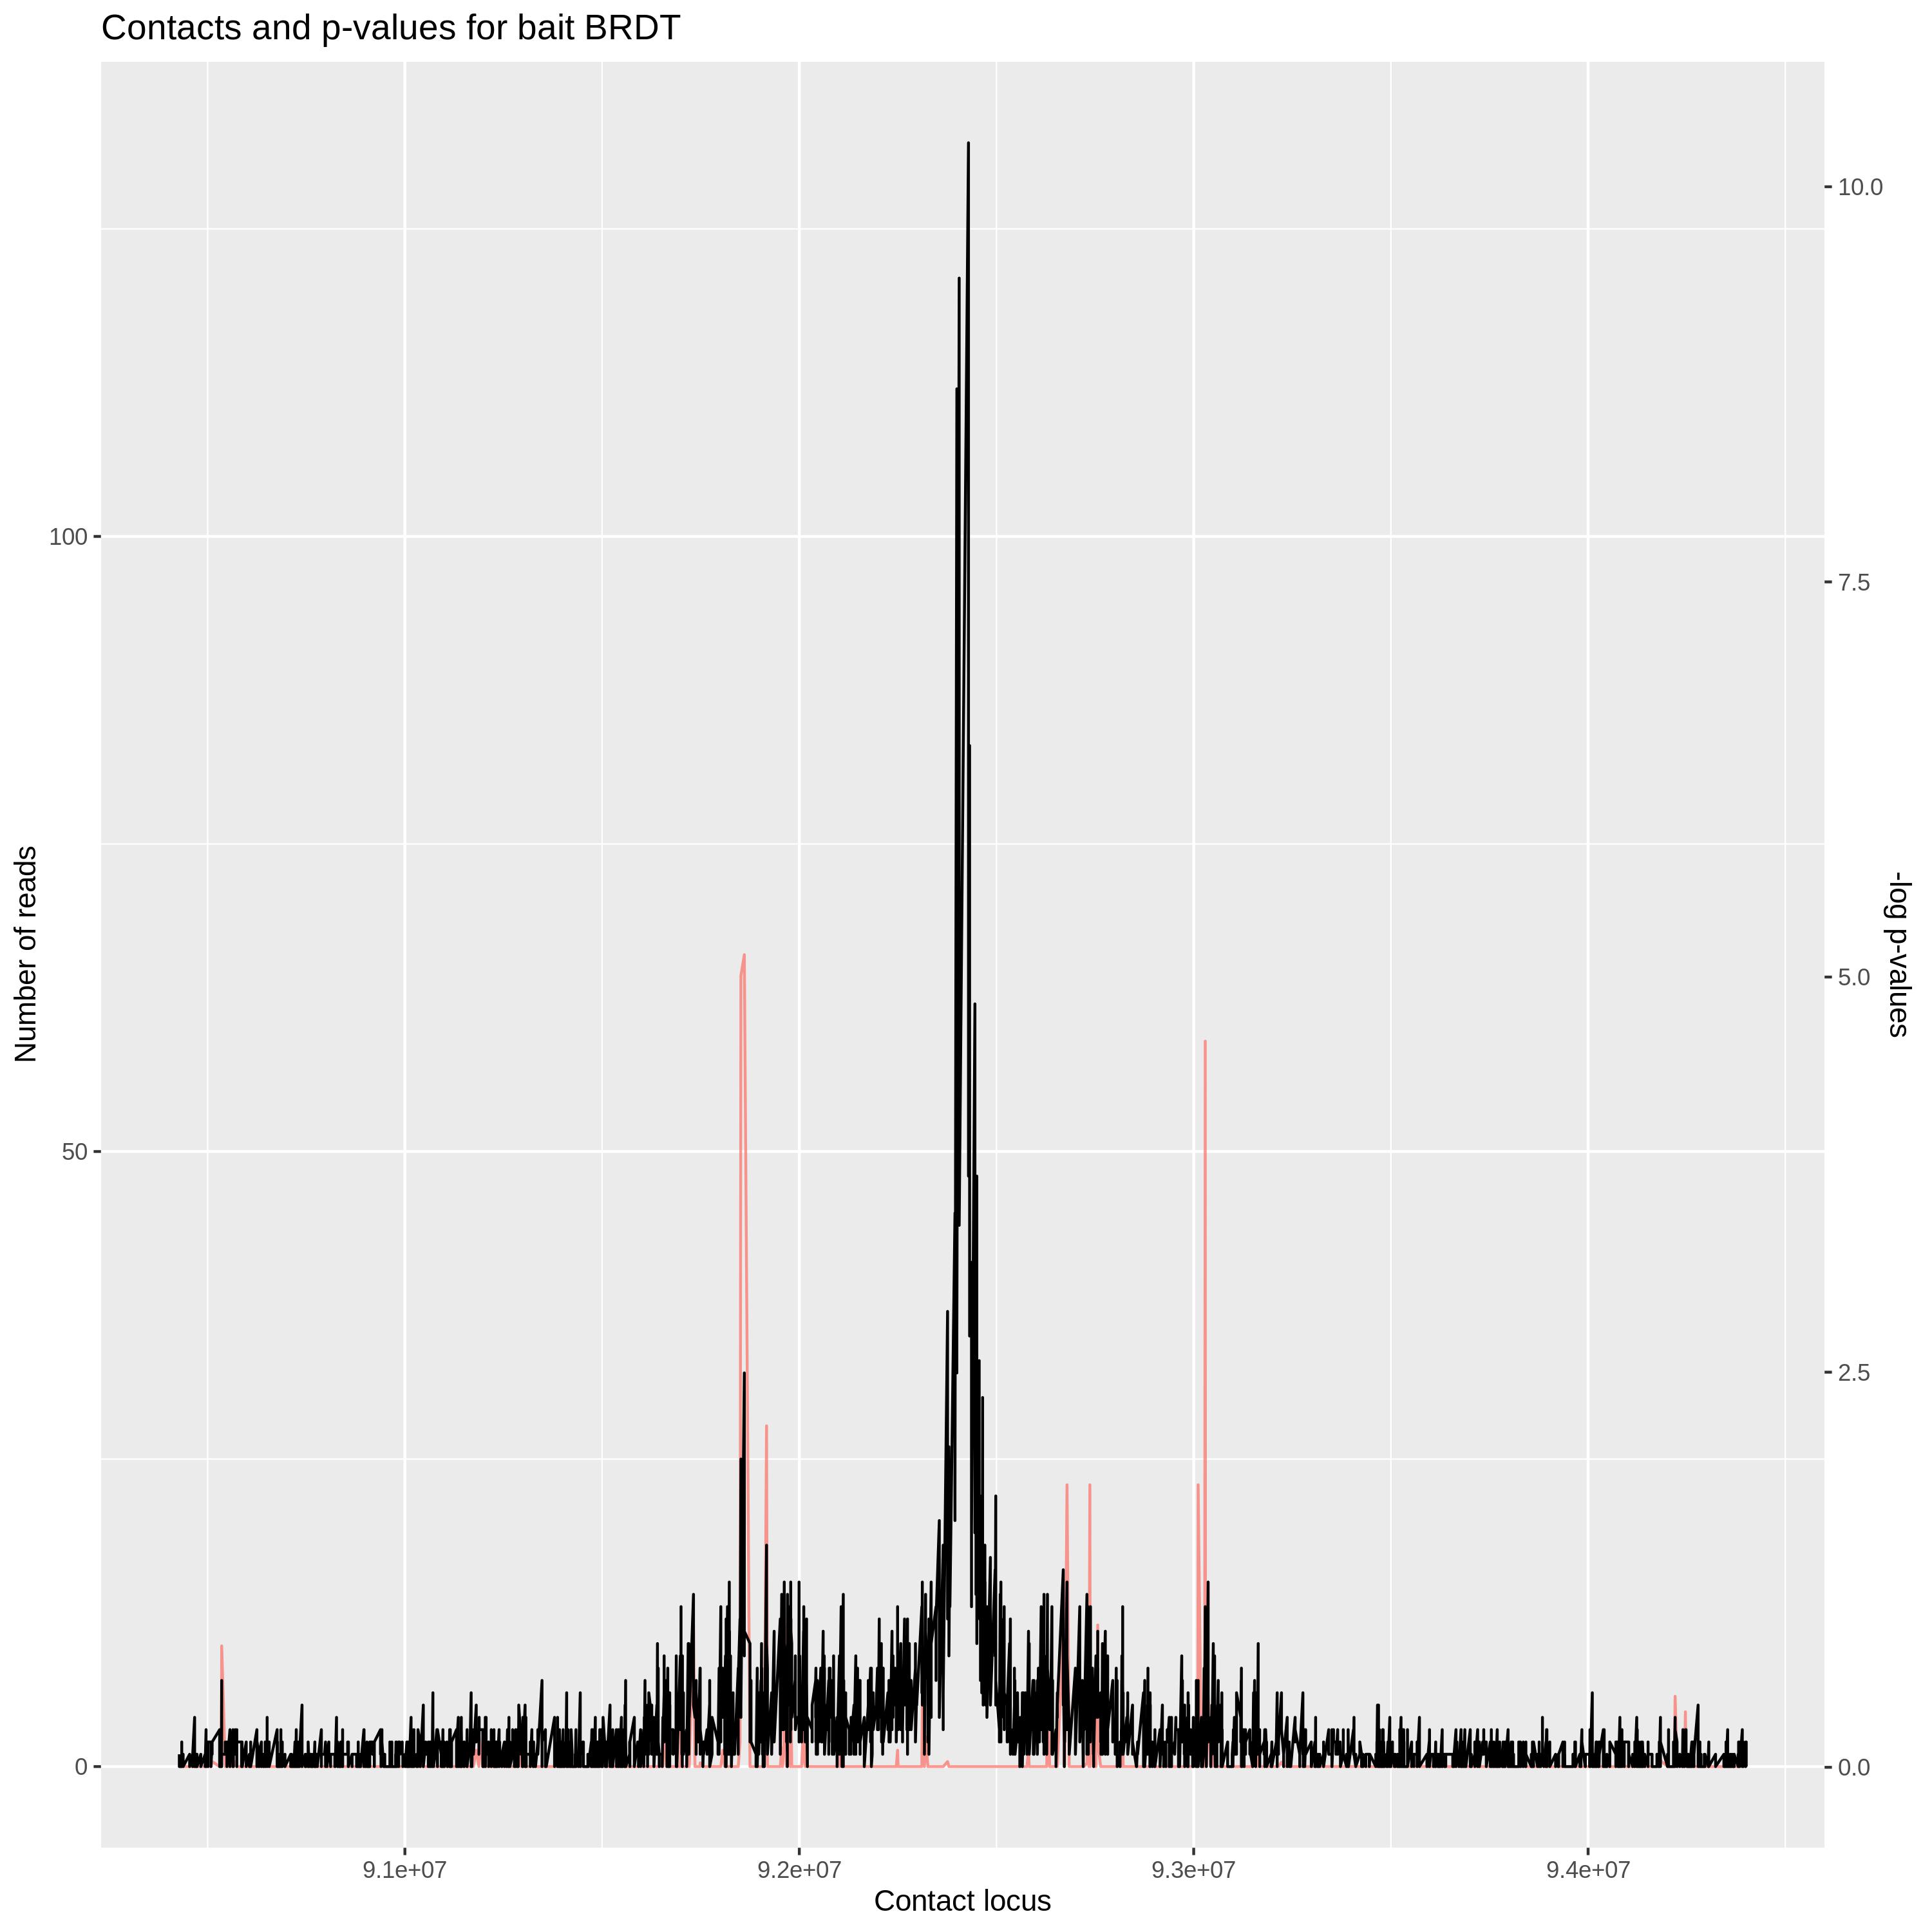 Contacts and p-values for bait BRDT
Number of reads
100
50
0
10.0
7.5
5.0
2.5
0.0
-log p-values
9.1e+07
9.2e+07
9.3e+07
9.4e+07
Contact locus